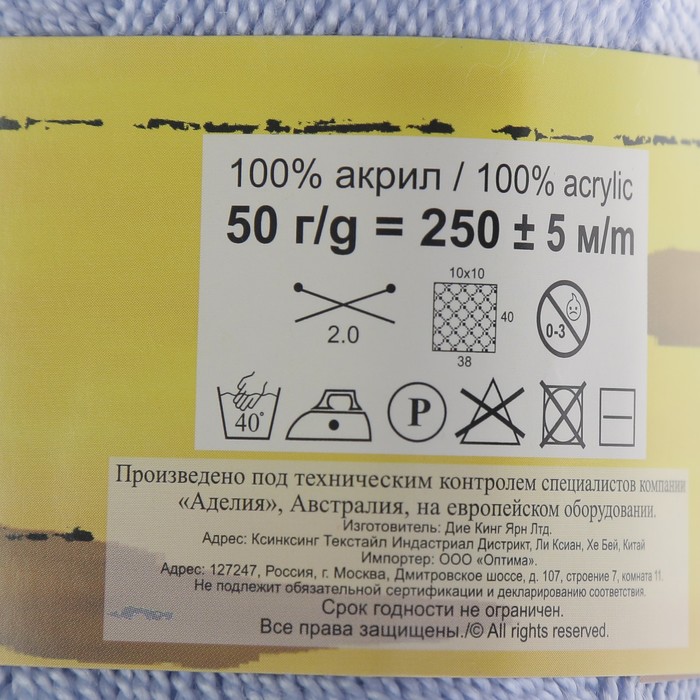 100% акрил / 100% acrylic
50 г/g = 250 ± 5 м/m
10x10
2.0
40
38
0-3
40°
P
Произведено под техническим контролем специалистов компании
«Аделия», Австралия, на европейском оборудовании.
Изготовитель: Дие Кинг Ярн Лтд.
Адрес: Ксинксинг Текстайл Индастриал Дистрикт, Ли Ксиан, Хе Бей, Китай
Импортер: ООО «Оптима».
Адрес: 127247, Россия, г. Москва, Дмитровское шоссе, д. 107, строение 7, комната 11.
Не подлежит обязательной сертификации и декларированию соответствия.
Срок годности не ограничен.
Все права защищены./© All rights reserved.